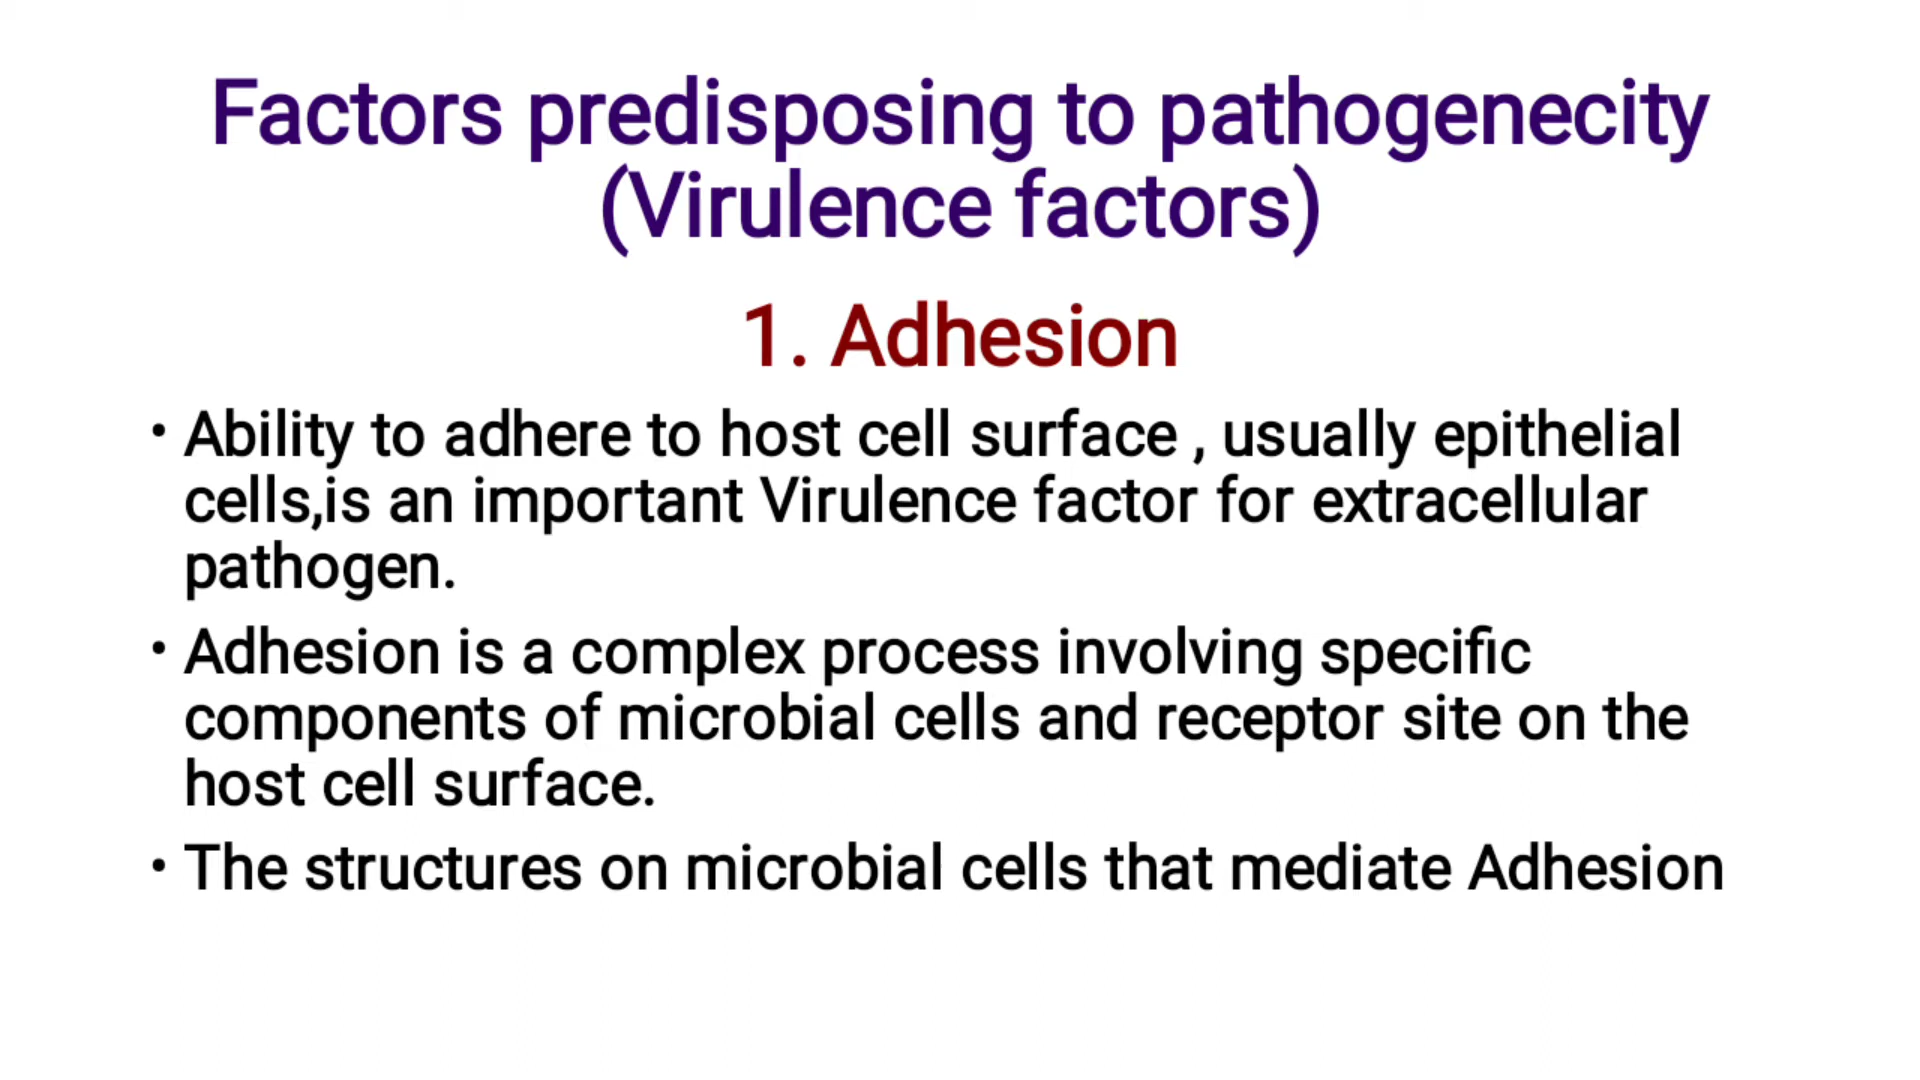 Factors predisposing to pathogenecity
(Virulence factors)
1. Adhesion
• Ability to adhere to host cell surface , usually epithelial
cells,is an important Virulence factor for extracellular
pathogen.
• Adhesion is a complex process involving specific
components of microbial cells and receptor site on the
host cell surface.
• The structures on microbial cells that mediate Adhesion